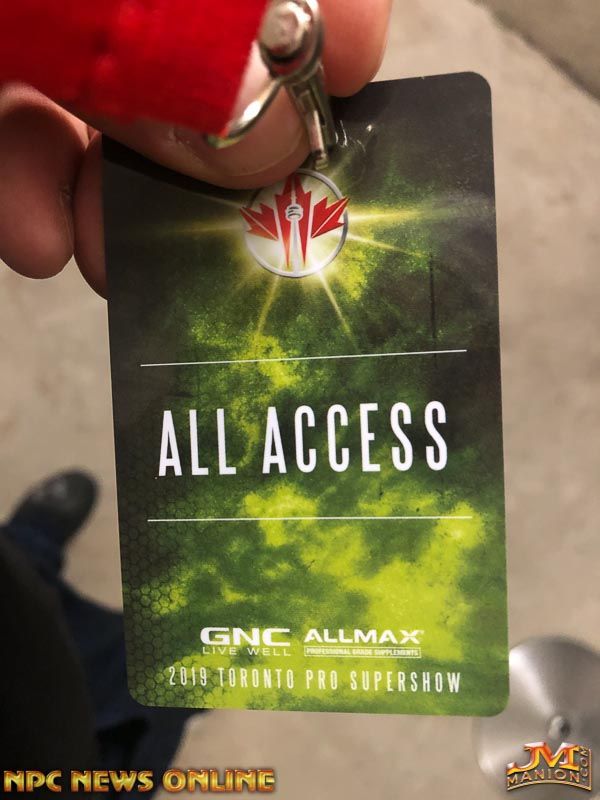 ALL ACCESS
GNC ALLMAX
LIVE WELL PROFESSIONAL GRADE SUPPLEMENTS
2019 TORONTO PRO SUPERSHOW
NPC NEWS ONLINE
JM
MANION.COM